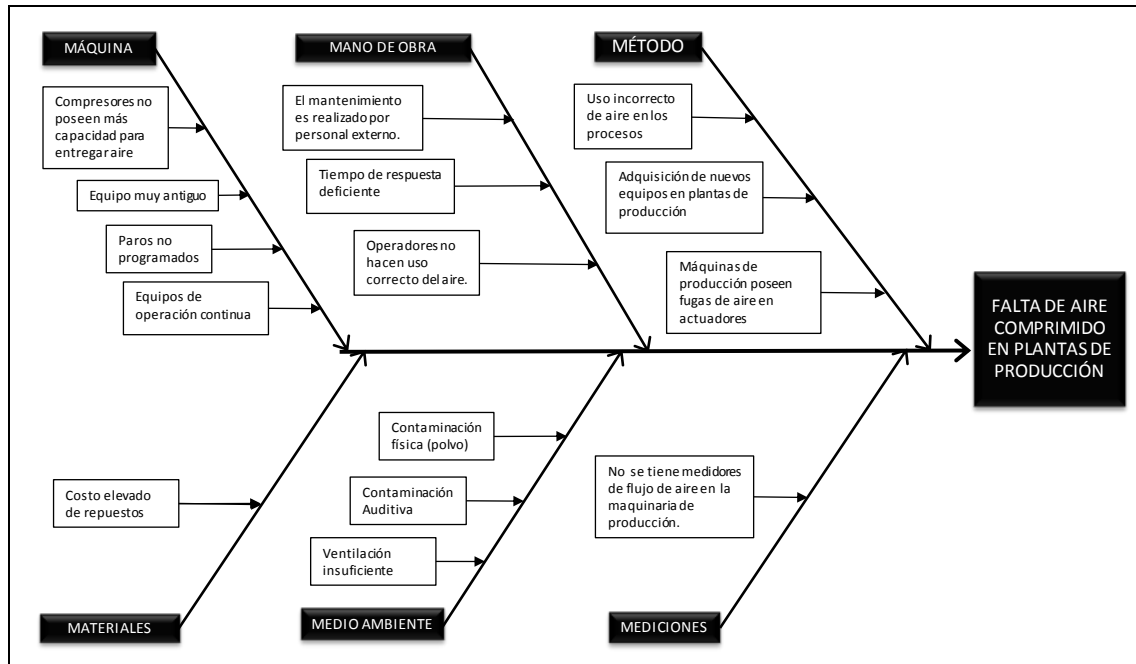 MÁQUINA
Compresores no
poseen más
capacidad para
entregar aire
Equipo muy antiguo
Paros no
programados
Equipos de
operación continua
MANO DE OBRA
El mantenimiento
es realizado por
personal externo.
Tiempo de respuesta
deficiente
Operadores no
hacen uso
correcto del aire.
MÉTODO
Uso incorrecto
de aire en los
procesos
Adquisición de nuevos
equipos en plantas de
producción
Máquinas de
producción poseen
fugas de aire en
actuadores
FALTA DE AIRE
COMPRIMIDO
EN PLANTAS DE
PRODUCCIÓN
Costo elevado
de repuestos
MATERIALES
Contaminación
física (polvo)
Contaminación
Auditiva
Ventilación
insuficiente
MEDIO AMBIENTE
No se tiene medidores
de flujo de aire en la
maquinaria de
producción.
MEDICIONES